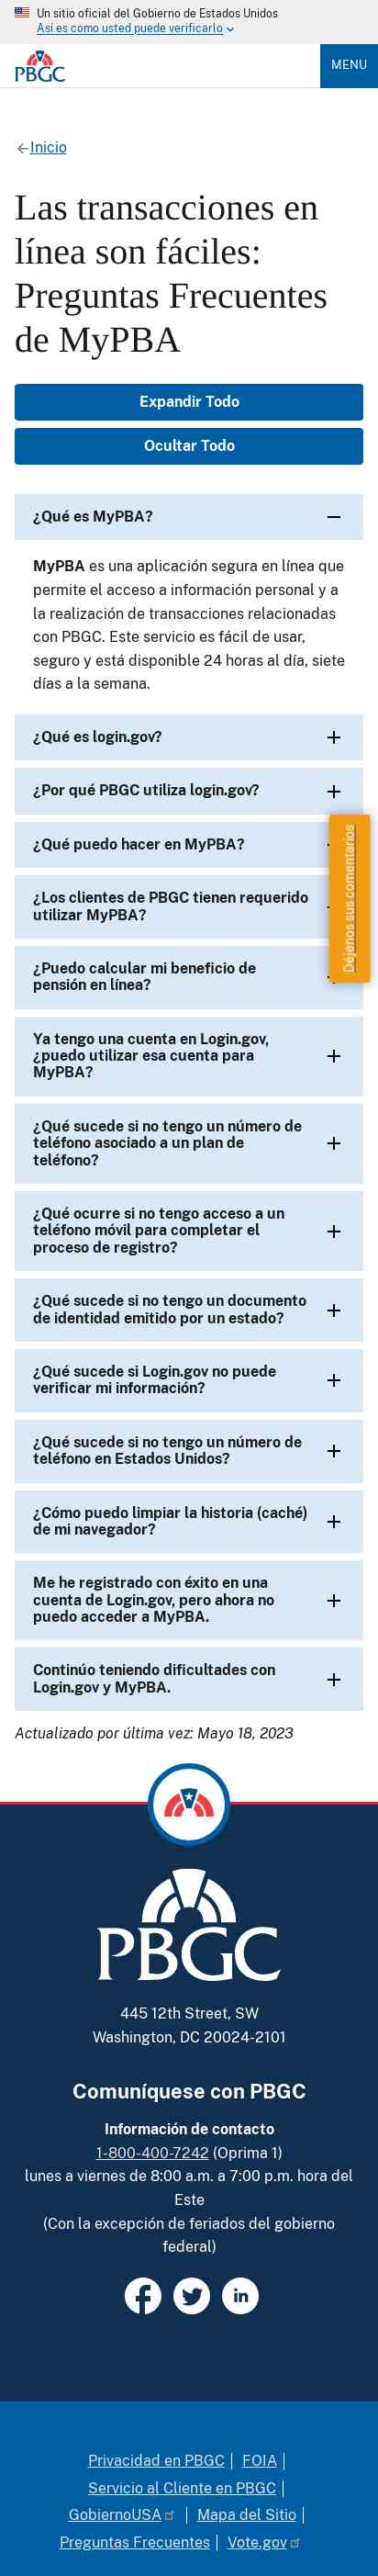 Un sitio oficial del Gobierno de Estados Unidos
Así es como usted puede verificarlo
PBGC
MENU
Inicio
Las transacciones en
línea son fáciles:
Preguntas Frecuentes
de MyPBA
Expandir Todo
Ocultar Todo
¿Qué es MyPBA?
MyPBA es una aplicación segura en línea que
permite el acceso a información personal y a
la realización de transacciones relacionadas
con PBGC. Este servicio es fácil de usar,
seguro y está disponible 24 horas al día, siete
días a la semana.
¿Qué es login.gov?
¿Por qué PBGC utiliza login.gov?
¿Qué puedo hacer en MyPBA?
Déjenos sus comentarios
¿Los clientes de PBGC tienen requerido
utilizar MyPBA?
¿Puedo calcular mi beneficio de
pensión en línea?
Ya tengo una cuenta en Login.gov,
¿puedo utilizar esa cuenta para
MyPBA?
¿Qué sucede si no tengo un número de
teléfono asociado a un plan de
teléfono?
¿Qué ocurre si no tengo acceso a un
teléfono móvil para completar el
proceso de registro?
¿Qué sucede si no tengo un documento
de identidad emitido por un estado?
¿Qué sucede si Login.gov no puede
verificar mi información?
¿Qué sucede si no tengo un número de
teléfono en Estados Unidos?
¿Cómo puedo limpiar la historia (caché)
de mi navegador?
Me he registrado con éxito en una
cuenta de Login.gov, pero ahora no
puedo acceder a MyPBA.
Continúo teniendo dificultades con
Login.gov y MyPBA.
Actualizado por última vez: Mayo 18, 2023
PBGC
445 12th Street, SW
Washington, DC 20024-2101
Comuníquese con PBGC
Información de contacto
1-800-400-7242 (Oprima 1)
lunes a viernes de 8:00 a.m. a 7:00 p.m. hora del
Este
(Con la excepción de feriados del gobierno
federal)
in
Privacidad en PBGC | FOIA |
Servicio al Cliente en PBGC |
GobiernoUSA | Mapa del Sitio |
Preguntas Frecuentes | Vote.gov